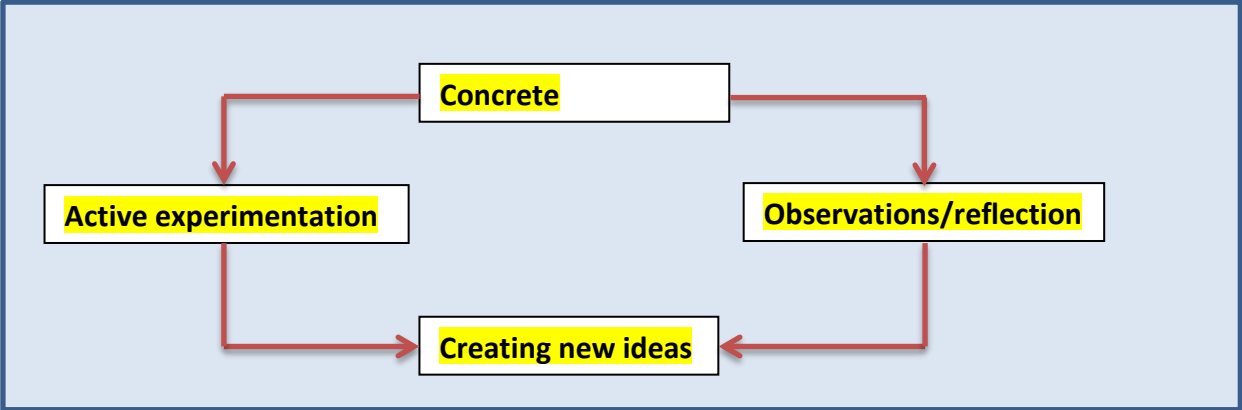 Concrete
Active experimentation
Observations/reflection
Creating new ideas